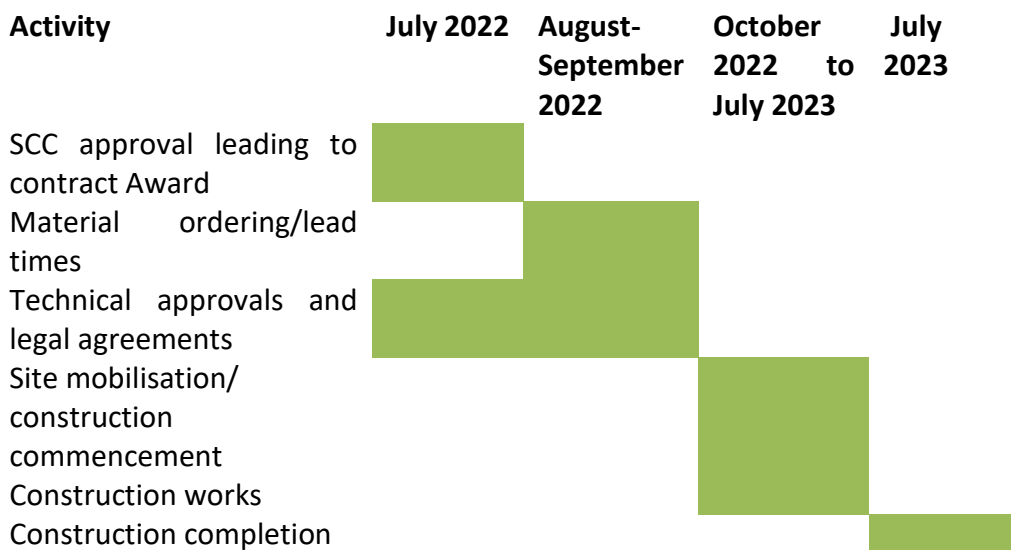 Activity July 2022 August- October July
September 2022 to 2023
2022 July 2023
SCC approval leading to
contract Award
Material ordering/lead
times
Technical approvals and
legal agreements
Site mobilisation/
construction
commencement
Construction works
Construction completion